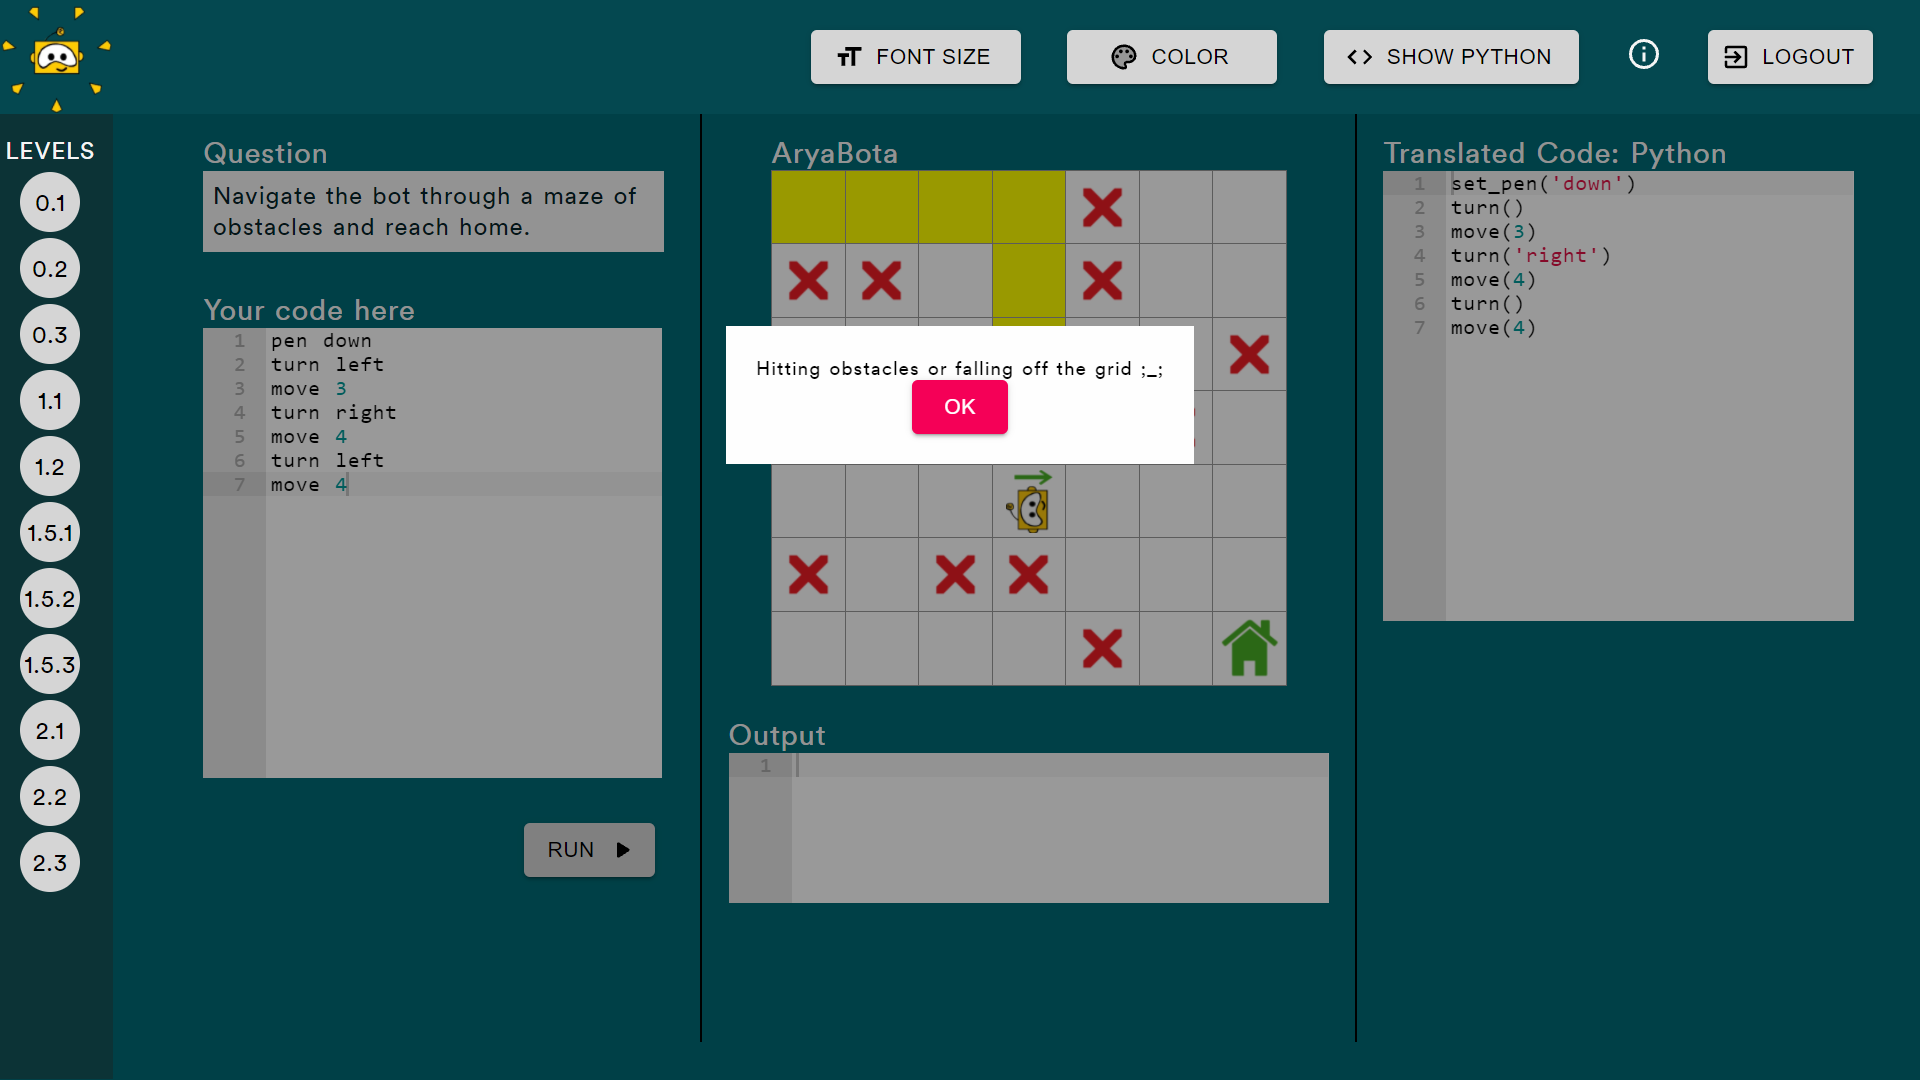 FONT SIZE
COLOR
SHOW PYTHON
LOGOUT
LEVELS
0.1
0.2
0.3
1.1
1.2
1.5.1
1.5.2
1.5.3
2.1
2.2
2.3
Question
Navigate the bot through a maze of
obstacles and reach home.
Your code here
1 pen down
2 turn left
3 move 3
4 turn right
5 move 4
6 turn left
7 move 4
RUN
AryaBota
Hitting obstacles or falling off the grid ;_;
OK
Output
1
Translated Code: Python
1 set_pen('down')
2 turn()
3 move(3)
4 turn('right')
5 move(4)
6 turn()
7 move(4)